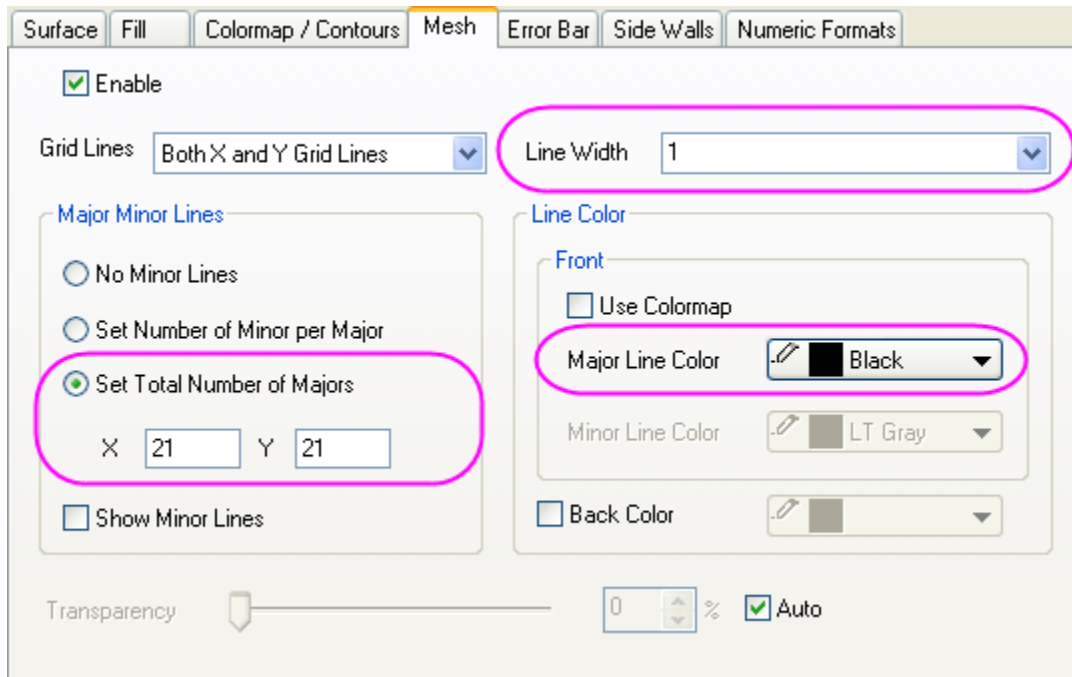 Surface Fill Colormap / Contours Mesh Error Bar Side Walls Numeric Formats
Enable
Grid Lines Both X and Y Grid Lines Line Width 1
Major Minor Lines
No Minor Lines
Set Number of Minor per Major
Set Total Number of Majors
X 21 Y 21
Show Minor Lines
Line Color
Front
Use Colormap
Major Line Color Black
Minor Line Color LT Gray
Back Color
Transparency 0 % Auto